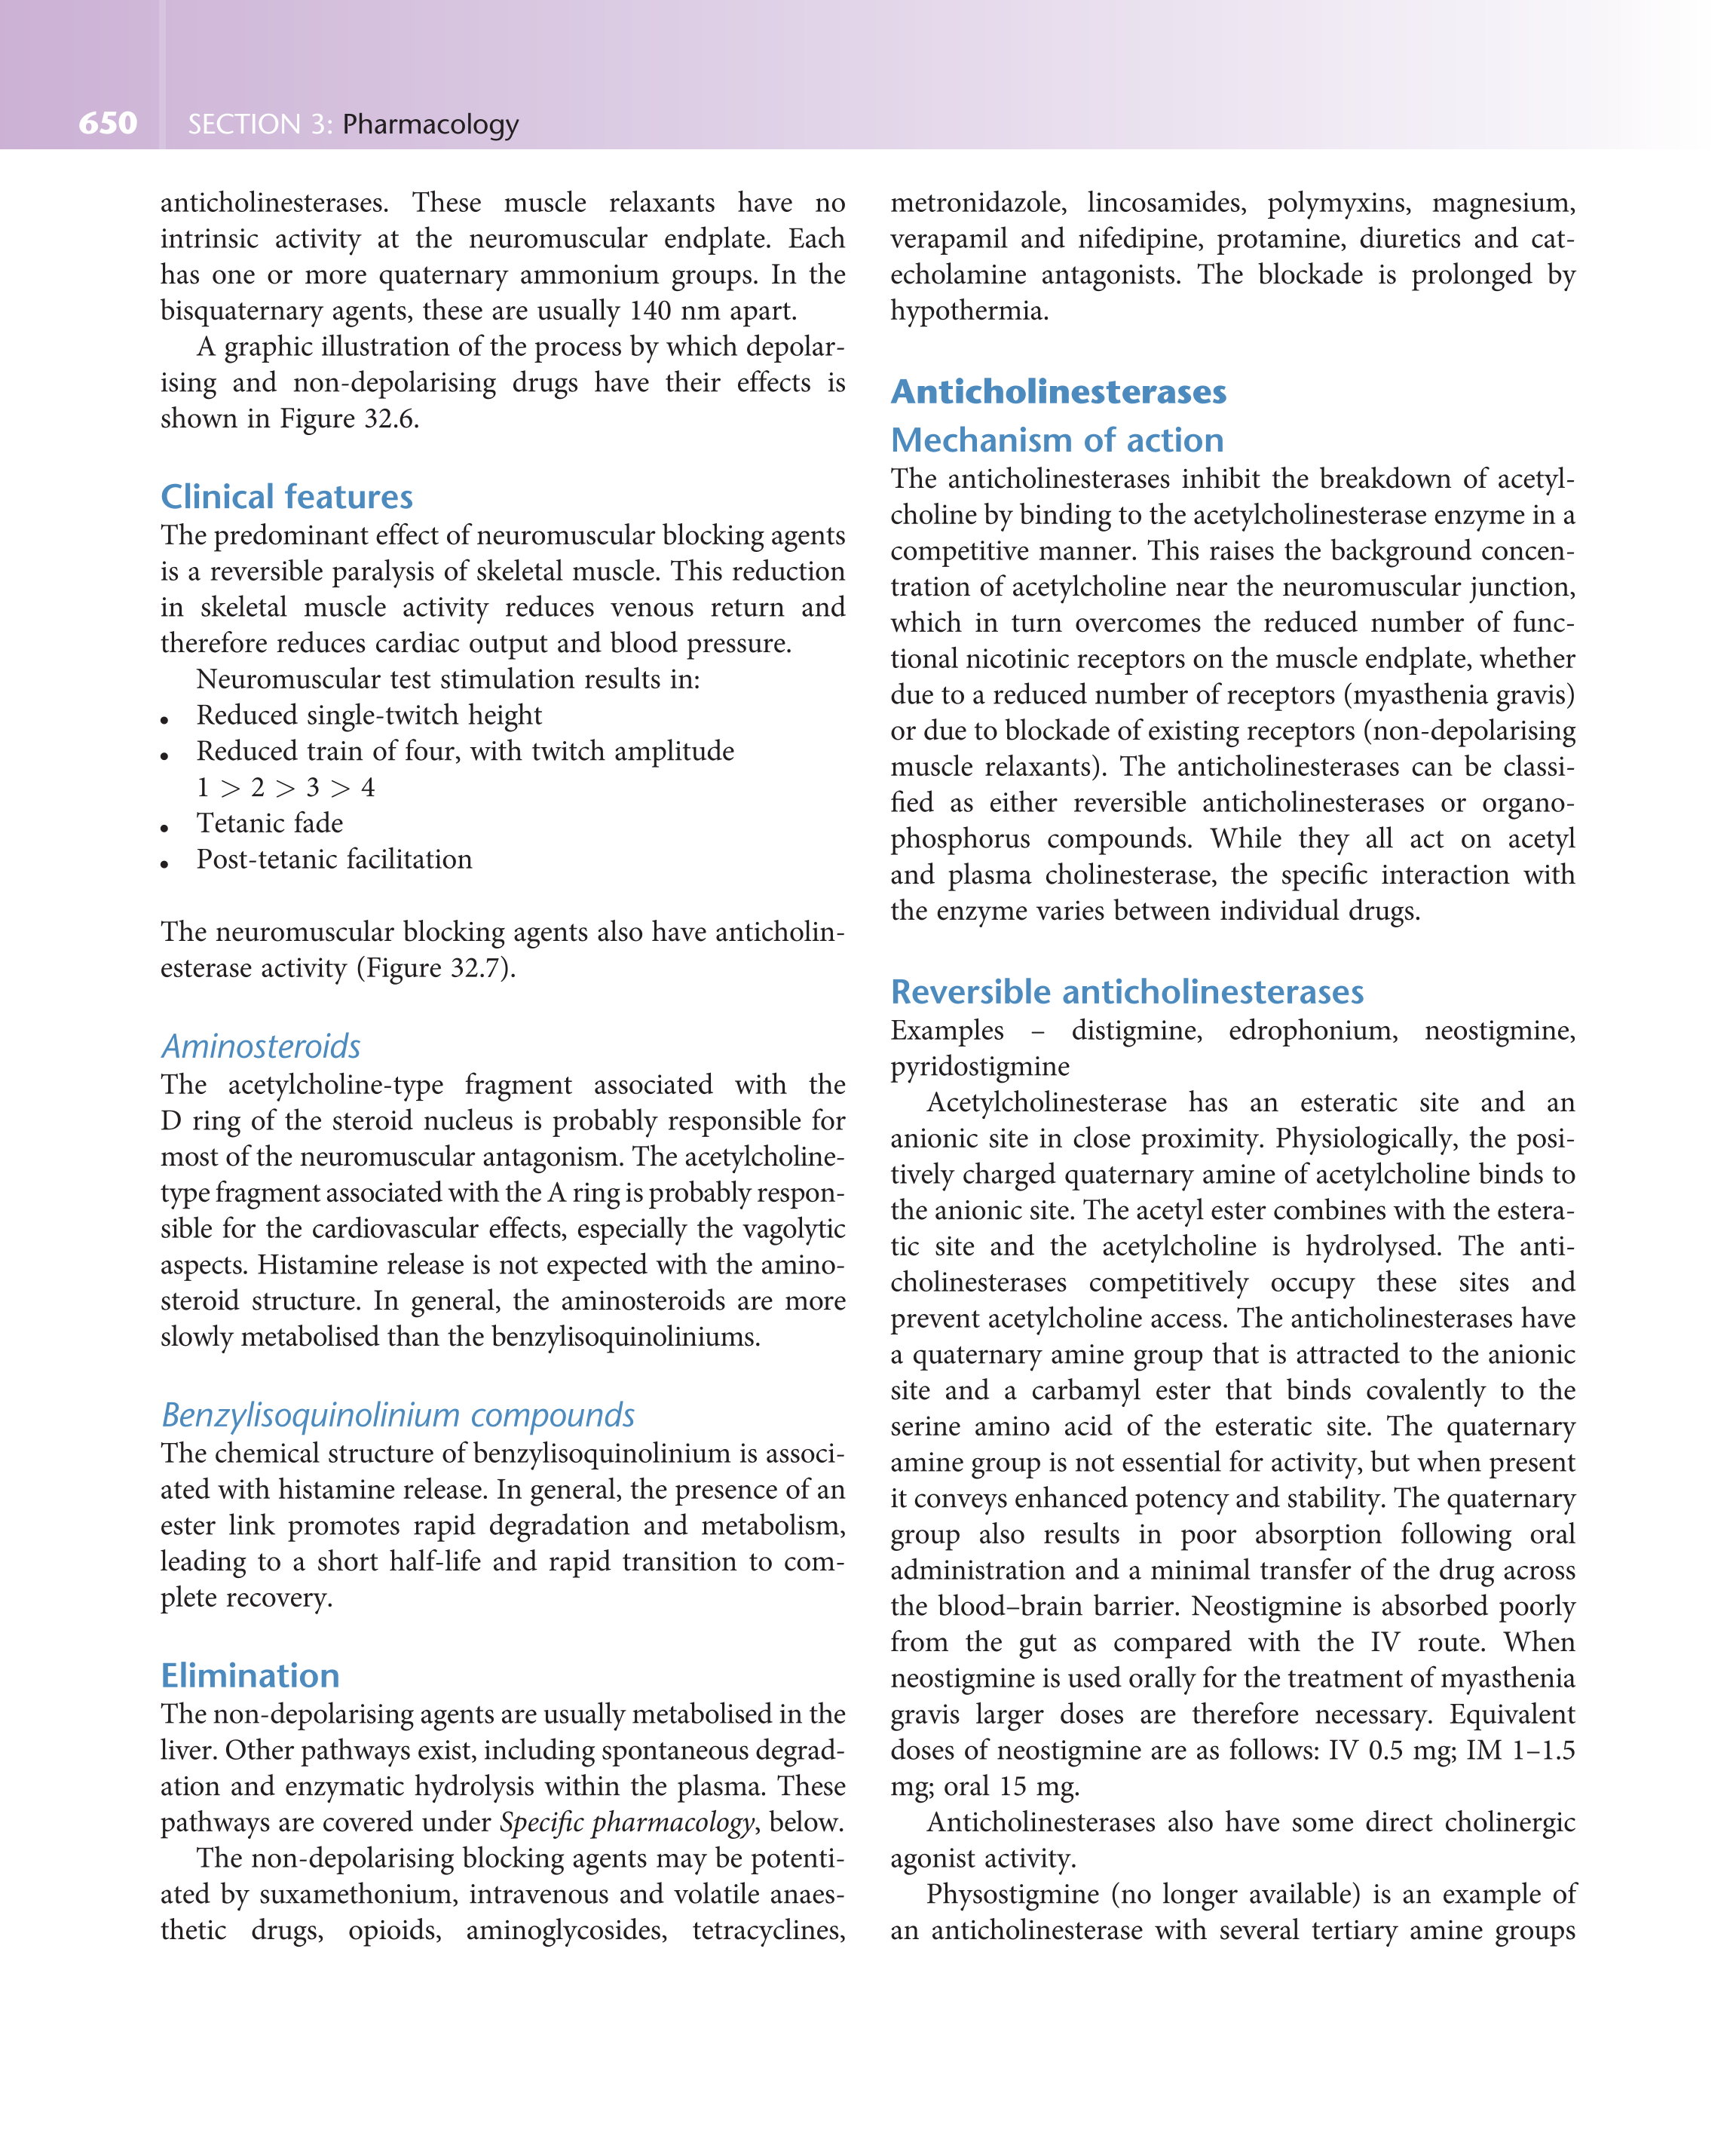 650 SECTION 3: Pharmacology
anticholinesterases. These muscle relaxants have no
intrinsic activity at the neuromuscular endplate. Each
has one or more quaternary ammonium groups. In the
bisquaternary agents, these are usually 140 nm apart.
A graphic illustration of the process by which depolar-
ising and non-depolarising drugs have their effects is
shown in Figure 32.6.
Clinical features
The predominant effect of neuromuscular blocking agents
is a reversible paralysis of skeletal muscle. This reduction
in skeletal muscle activity reduces venous return and
therefore reduces cardiac output and blood pressure.
Neuromuscular test stimulation results in:
• Reduced single-twitch height
• Reduced train of four, with twitch amplitude
1 > 2 > 3 > 4
• Tetanic fade
• Post-tetanic facilitation
The neuromuscular blocking agents also have anticholin-
esterase activity (Figure 32.7).
Aminosteroids
The acetylcholine-type fragment associated with the
D ring of the steroid nucleus is probably responsible for
most of the neuromuscular antagonism. The acetylcholine-
type fragment associated with the A ring is probably respon-
sible for the cardiovascular effects, especially the vagolytic
aspects. Histamine release is not expected with the amino-
steroid structure. In general, the aminosteroids are more
slowly metabolised than the benzylisoquinoliniums.
Benzylisoquinolinium compounds
The chemical structure of benzylisoquinolinium is associ-
ated with histamine release. In general, the presence of an
ester link promotes rapid degradation and metabolism,
leading to a short half-life and rapid transition to com-
plete recovery.
Elimination
The non-depolarising agents are usually metabolised in the
liver. Other pathways exist, including spontaneous degrad-
ation and enzymatic hydrolysis within the plasma. These
pathways are covered under Specific pharmacology, below.
The non-depolarising blocking agents may be potenti-
ated by suxamethonium, intravenous and volatile anaes-
thetic drugs, opioids, aminoglycosides, tetracyclines,
metronidazole, lincosamides, polymyxins, magnesium,
verapamil and nifedipine, protamine, diuretics and cat-
echolamine antagonists. The blockade is prolonged by
hypothermia.
Anticholinesterases
Mechanism of action
The anticholinesterases inhibit the breakdown of acetyl-
choline by binding to the acetylcholinesterase enzyme in a
competitive manner. This raises the background concen-
tration of acetylcholine near the neuromuscular junction,
which in turn overcomes the reduced number of func-
tional nicotinic receptors on the muscle endplate, whether
due to a reduced number of receptors (myasthenia gravis)
or due to blockade of existing receptors (non-depolarising
muscle relaxants). The anticholinesterases can be classi-
fied as either reversible anticholinesterases or organo-
phosphorus compounds. While they all act on acetyl
and plasma cholinesterase, the specific interaction with
the enzyme varies between individual drugs.
Reversible anticholinesterases
Examples – distigmine, edrophonium, neostigmine,
pyridostigmine
Acetylcholinesterase has an esteratic site and an
anionic site in close proximity. Physiologically, the posi-
tively charged quaternary amine of acetylcholine binds to
the anionic site. The acetyl ester combines with the estera-
tic site and the acetylcholine is hydrolysed. The anti-
cholinesterases competitively occupy these sites and
prevent acetylcholine access. The anticholinesterases have
a quaternary amine group that is attracted to the anionic
site and a carbamyl ester that binds covalently to the
serine amino acid of the esteratic site. The quaternary
amine group is not essential for activity, but when present
it conveys enhanced potency and stability. The quaternary
group also results in poor absorption following oral
administration and a minimal transfer of the drug across
the blood–brain barrier. Neostigmine is absorbed poorly
from the gut as compared with the IV route. When
neostigmine is used orally for the treatment of myasthenia
gravis larger doses are therefore necessary. Equivalent
doses of neostigmine are as follows: IV 0.5 mg; IM 1–1.5
mg; oral 15 mg.
Anticholinesterases also have some direct cholinergic
agonist activity.
Physostigmine (no longer available) is an example of
an anticholinesterase with several tertiary amine groups